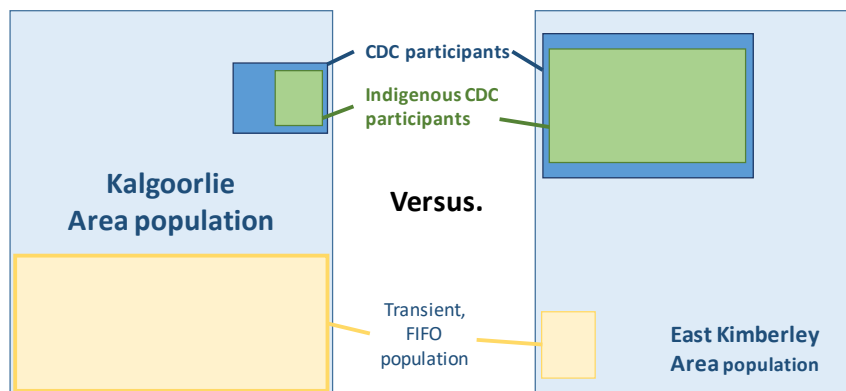 CDC participants
Indigenous CDC
participants
Kalgoorlie
Area population
Versus.
Transient,
FIFO
population
East Kimberley
Area population